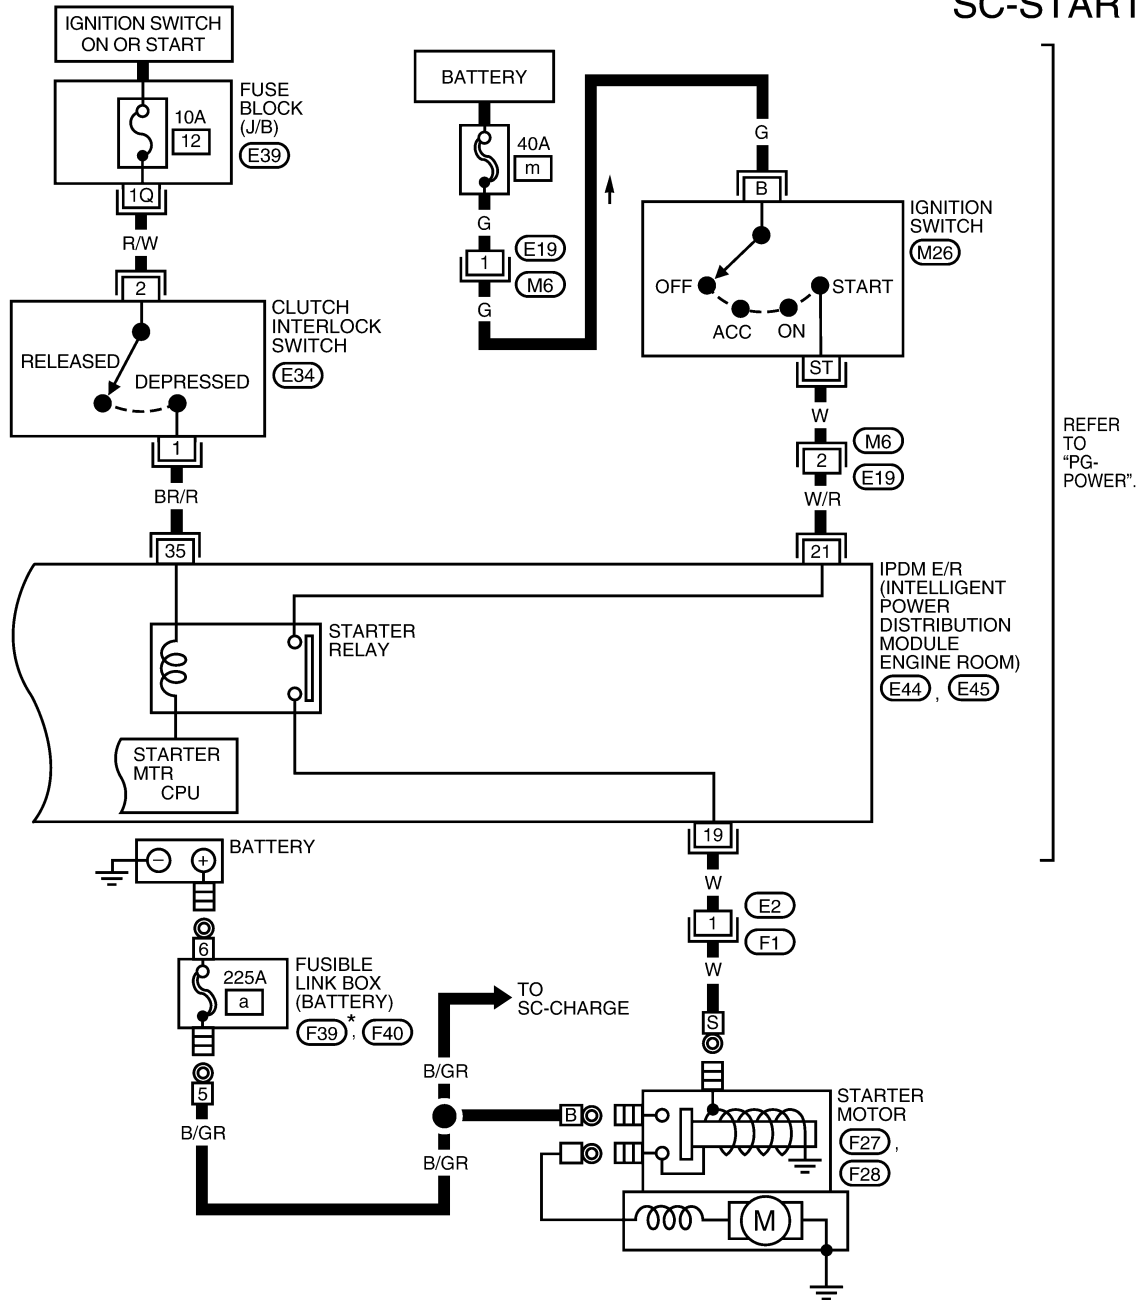 SC-START
IGNITION SWITCH
ON OR START
FUSE
BLOCK
(J/B)
E39
10A
12
1Q
R/W
2
CLUTCH
INTERLOCK
SWITCH
E34
RELEASED
DEPRESSED
1
BR/R
35
BATTERY
40A
m
G
1
E19
M6
G
G
B
IGNITION
SWITCH
M26
OFF
ACC
ON
START
ST
W
2
M6
E19
W/R
21
REFER
TO
“PG-
POWER”.
IPDM E/R
(INTELLIGENT
POWER
DISTRIBUTION
MODULE
ENGINE ROOM)
E44 , E45
STARTER
RELAY
STARTER
MTR
CPU
19
W
1
E2
F1
W
S
BATTERY
− +
6
225A
a
FUSIBLE
LINK BOX
(BATTERY)
F39 * , F40
5
B/GR
TO
SC-CHARGE
B/GR
B/GR
B
STARTER
MOTOR
F27 ,
F28
M